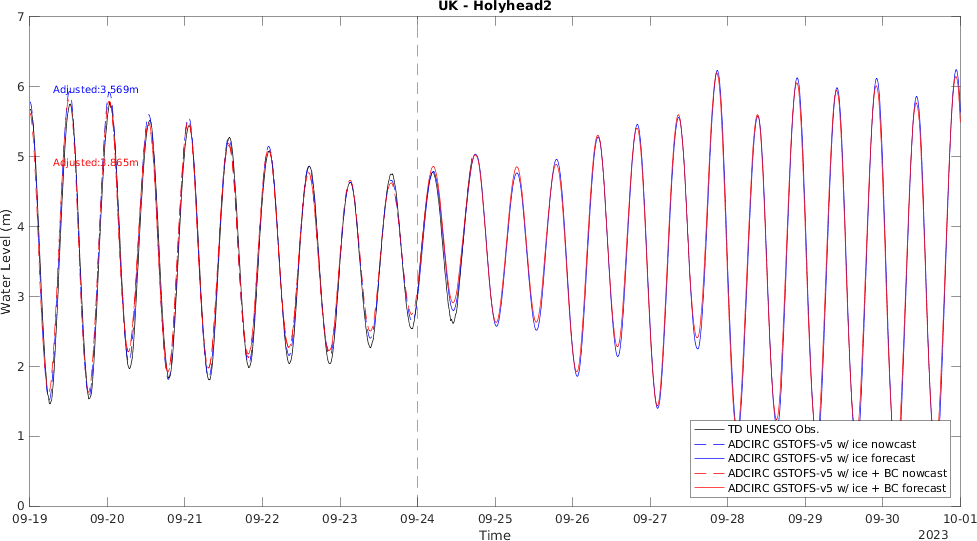 UK - Holyhead2
7
6
5
4
3
2
1
0
Water Level (m)
Adjusted:3.569m
Adjusted:3.865m
TD UNESCO Obs.
ADCIRC GSTOFS-v5 w/ ice nowcast
ADCIRC GSTOFS-v5 w/ ice forecast
ADCIRC GSTOFS-v5 w/ ice + BC nowcast
ADCIRC GSTOFS-v5 w/ ice + BC forecast
09-19 09-20 09-21 09-22 09-23 09-24 09-25 09-26 09-27 09-28 09-29 09-30 10-01
Time
2023